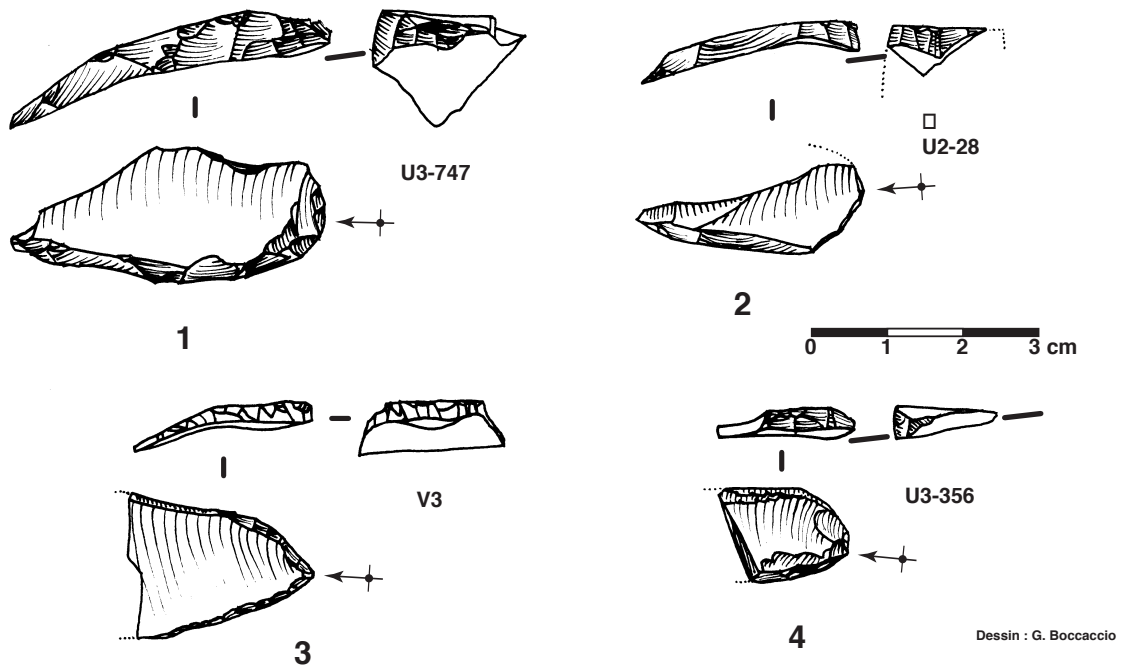 U3-747
□
U2-28
1
2
0 1 2 3 cm
V3
U3-356
3
4
Dessin : G. Boccaccio